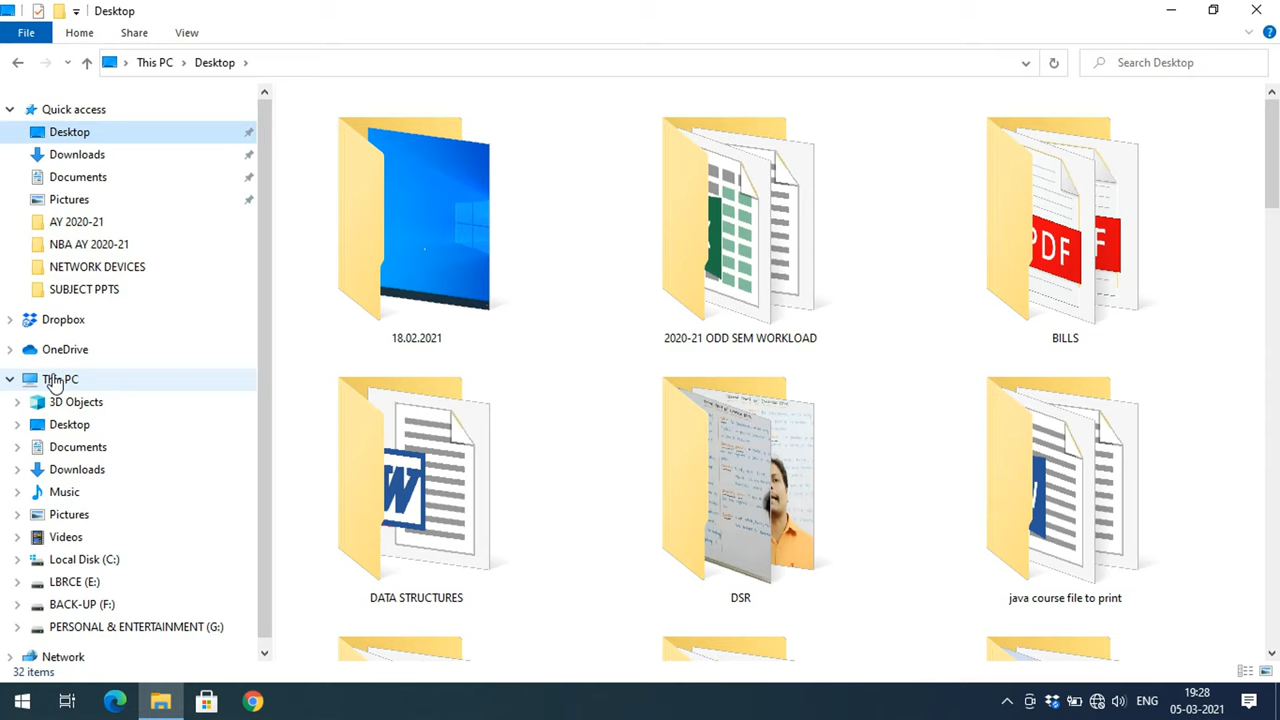 Desktop
File Home Share View
This PC Desktop
Search Desktop
Quick access
Desktop
Downloads
Documents
Pictures
AY 2020-21
NBA AY 2020-21
NETWORK DEVICES
SUBJECT PPTS
Dropbox
OneDrive
This PC
3D Objects
Desktop
Documents
Downloads
Music
Pictures
Videos
Local Disk (C:)
LBRCE (E:)
BACK-UP (F:)
PERSONAL & ENTERTAINMENT (G:)
Network
18.02.2021
2020-21 ODD SEM WORKLOAD
PDF
BILLS
W
DATA STRUCTURES
DSR
java course file to print
32 items
ENG
19:28
05-03-2021